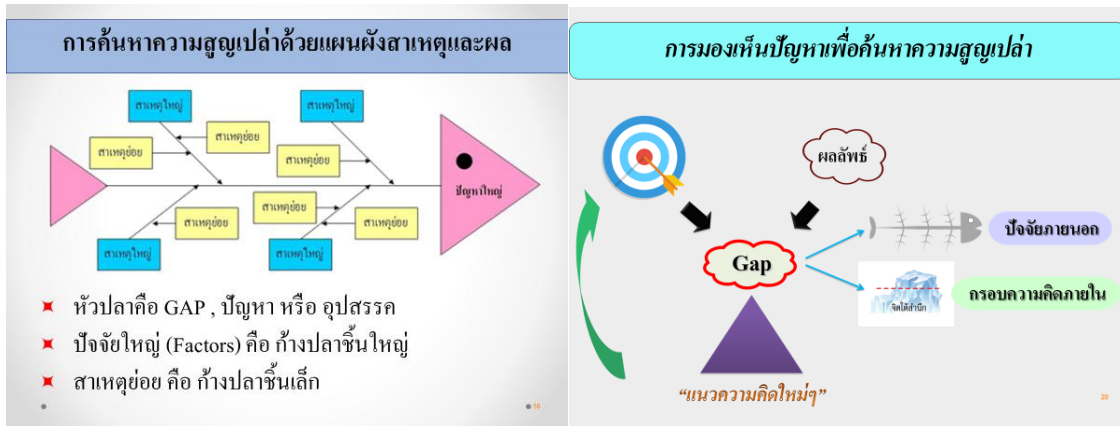 การค้นหาความสูญเปล่าด้วยแผนผังสาเหตุและผล
สาเหตุใหญ่
สาเหตุใหญ่
สาเหตุย่อย
สาเหตุย่อย
สาเหตุย่อย
ปัญหาใหญ่
สาเหตุย่อย
สาเหตุย่อย
สาเหตุย่อย
สาเหตุใหญ่
สาเหตุใหญ่
หัวปลาคือ GAP , ปัญหา หรือ อุปสรรค
ปัจจัยใหญ่ (Factors) คือ ก้างปลาชิ้นใหญ่
สาเหตุย่อย คือ ก้างปลาชิ้นเล็ก
16
การมองเห็นปัญหาเพื่อค้นหาความสูญเปล่า
ผลลัพธ์
Gap
ปัจจัยภายนอก
จิตใต้สำนึก
กรอบความคิดภายใน
“แนวความคิดใหม่ๆ”
20